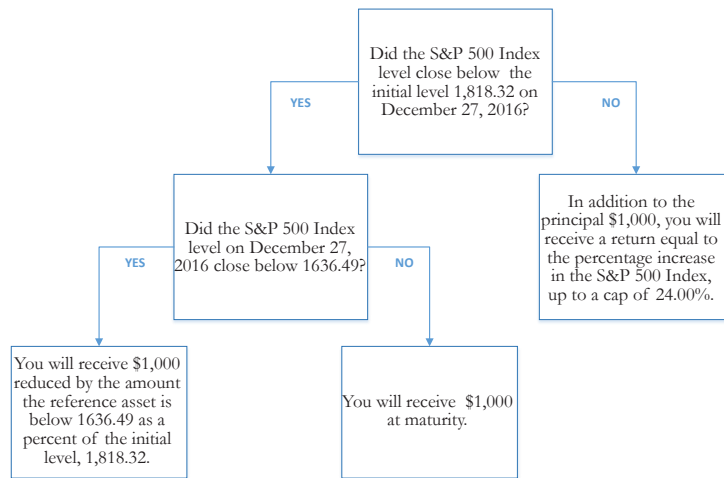 Did the S&P 500 Index
level close below the
initial level 1,818.32 on
December 27, 2016?
YES
NO
Did the S&P 500 Index
level on December 27,
2016 close below 1636.49?
In addition to the
principal $1,000, you will
receive a return equal to
the percentage increase
in the S&P 500 Index,
up to a cap of 24.00%.
YES
NO
You will receive $1,000
reduced by the amount
the reference asset is
below 1636.49 as a
percent of the initial
level, 1,818.32.
You will receive $1,000
at maturity.